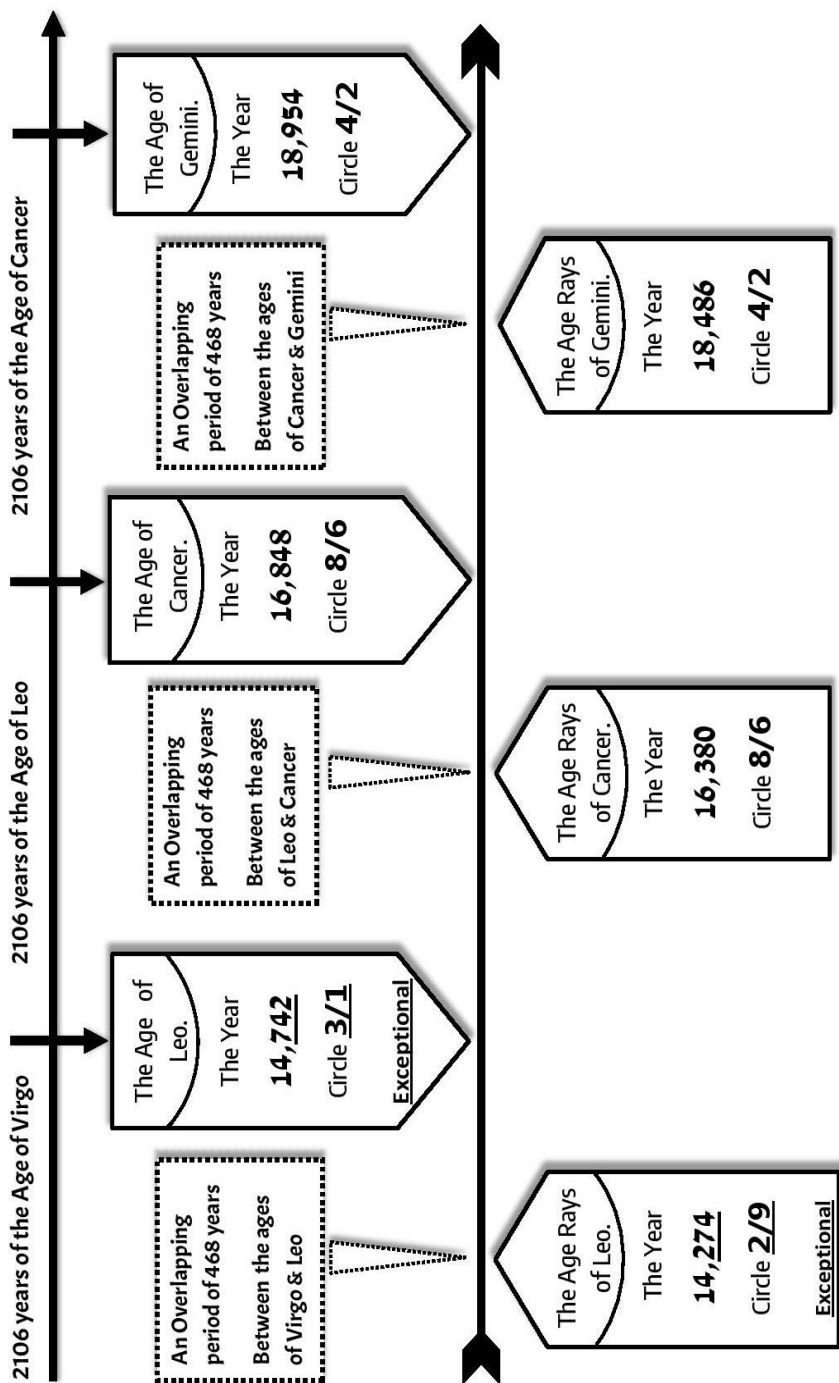 2106 years of the Age of Virgo
2106 years of the Age of Leo
2106 years of the Age of Cancer
An Overlapping
period of 468 years
Between the ages
of Virgo & Leo
The Age of
Leo.
The Year
14,742
Circle 3/1
Exceptional
An Overlapping
period of 468 years
Between the ages
of Leo & Cancer
The Age of
Cancer.
The Year
16,848
Circle 8/6
An Overlapping
period of 468 years
Between the ages
of Cancer & Gemini
The Age of
Gemini.
The Year
18,954
Circle 4/2
The Age Rays
of Leo.
The Year
14,274
Circle 2/9
Exceptional
The Age Rays
of Cancer.
The Year
16,380
Circle 8/6
The Age Rays
of Gemini.
The Year
18,486
Circle 4/2